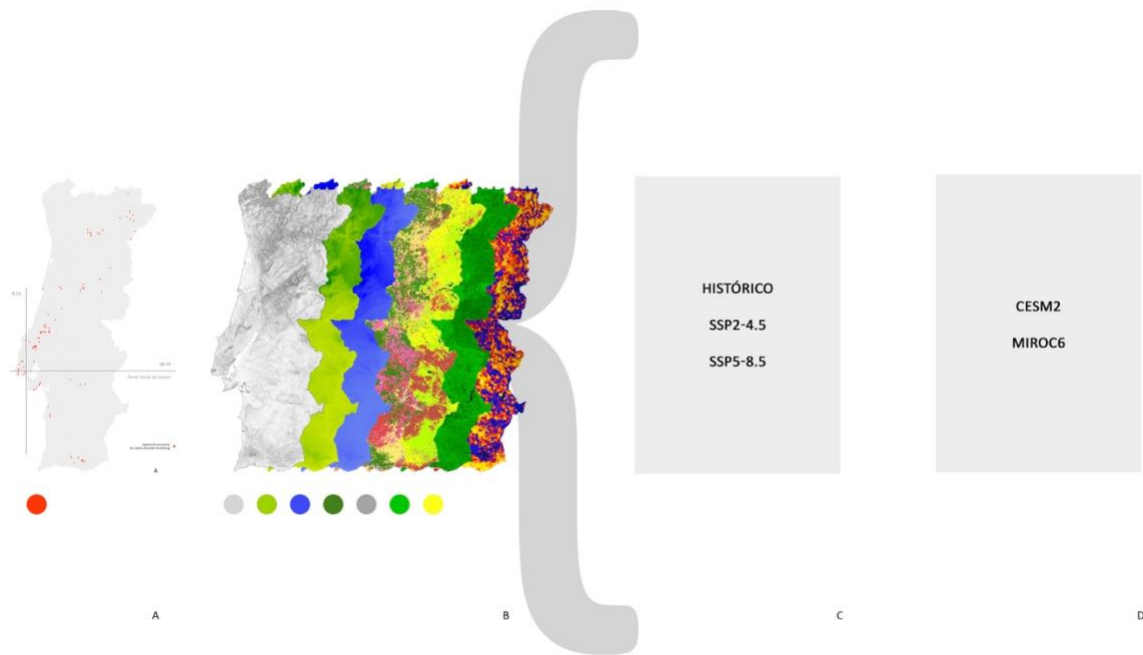 A
HISTÓRICO
SSP2-4.5
SSP5-8.5
CESM2
MIROC6
A
B
C
D